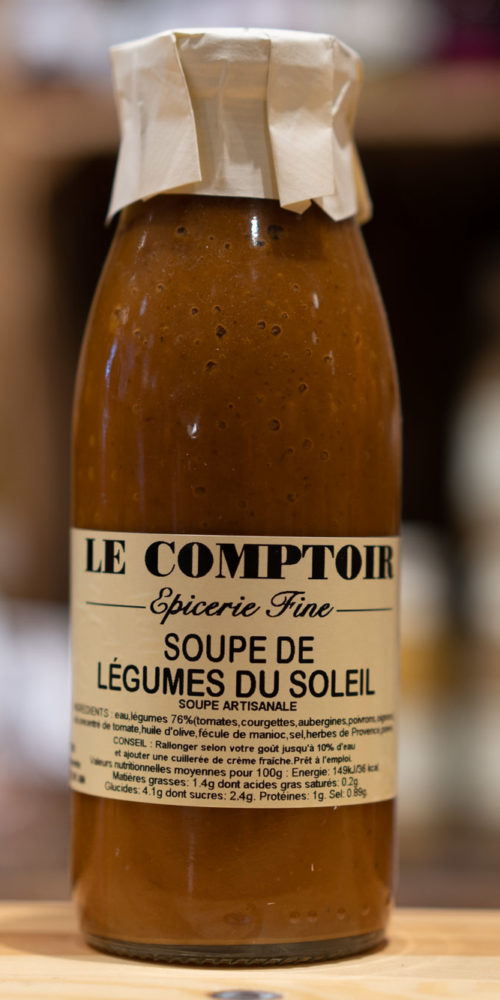 LE COMPTOIR
Epicerie Fine
SOUPE DE
LÉGUMES DU SOLEIL
SOUPE ARTISANALE
INGREDIENTS : eau,légumes 76%(tomates,courgettes,aubergines,poivrons,
concentré de tomate,huile d'olive,fécule de manioc,sel,herbes de Provence,
CONSEIL : Rallonger selon votre goût jusqu'à 10% d'eau
et ajouter une cuillerée de crème fraîche.Prêt à l'emploi.
Valeurs nutritionnelles moyennes pour 100g : Energie: 149kJ/36 kcal.
Matières grasses: 1.4g dont acides gras saturés: 0.2g.
Glucides: 4.1g dont sucres: 2.4g. Protéines: 1g. Sel: 0.89g.